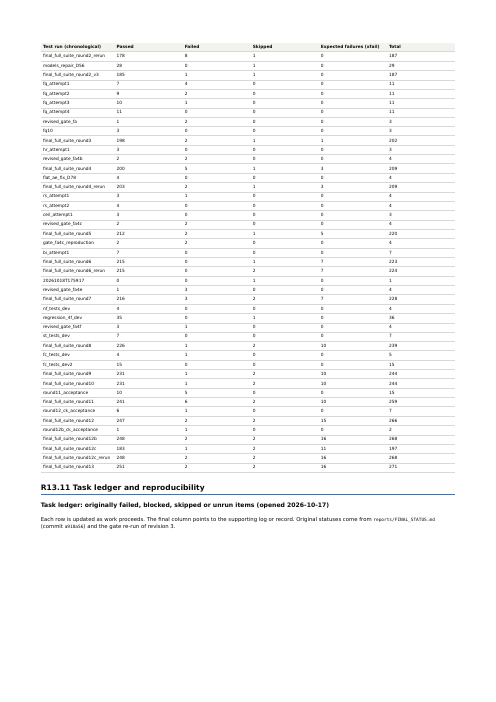 Test run (chronological) Passed Failed Skipped Expected failures (xfail) Total
final_full_suite_round2_rerun 178 8 1 0 187
models_repair_D56 28 0 1 0 29
final_full_suite_round2_v3 185 1 1 0 187
fq_attempt1 7 4 0 0 11
fq_attempt2 9 2 0 0 11
fq_attempt3 10 1 0 0 11
fq_attempt4 11 0 0 0 11
revised_gate_fa 1 2 0 0 3
fq10 3 0 0 0 3
final_full_suite_round3 198 2 1 1 202
hr_attempt1 3 0 0 0 3
revised_gate_fa4b 2 2 0 0 4
final_full_suite_round4 200 5 1 3 209
flat_ae_fix_D78 4 0 0 0 4
final_full_suite_round4_rerun 203 2 1 3 209
rs_attempt1 3 1 0 0 4
rs_attempt2 4 0 0 0 4
cell_attempt1 3 0 0 0 3
revised_gate_fa4c 2 2 0 0 4
final_full_suite_round5 212 2 1 5 220
gate_fa4c_reproduction 2 2 0 0 4
bi_attempt1 7 0 0 0 7
final_full_suite_round6 215 0 1 7 223
final_full_suite_round6_rerun 215 0 2 7 224
20261018T175917 0 0 1 0 1
revised_gate_fa4e 1 3 0 0 4
final_full_suite_round7 216 3 2 7 228
nf_tests_dev 4 0 0 0 4
regression_4f_dev 35 0 1 0 36
revised_gate_fa4f 3 1 0 0 4
st_tests_dev 7 0 0 0 7
final_full_suite_round8 226 1 2 10 239
fc_tests_dev 4 1 0 0 5
fc_tests_dev2 15 0 0 0 15
final_full_suite_round9 231 1 2 10 244
final_full_suite_round10 231 1 2 10 244
round11_acceptance 10 5 0 0 15
final_full_suite_round11 241 6 2 10 259
round12_ck_acceptance 6 1 0 0 7
final_full_suite_round12 247 2 2 15 266
round12b_dc_acceptance 1 1 0 0 2
final_full_suite_round12b 248 2 2 16 268
final_full_suite_round12c 183 1 2 11 197
final_full_suite_round12c_rerun 248 2 2 16 268
final_full_suite_round13 251 2 2 16 271
R13.11 Task ledger and reproducibility
Task ledger: originally failed, blocked, skipped or unrun items (opened 2026-10-17)
Each row is updated as work proceeds. The final column points to the supporting log or record. Original statuses come from reports/FINAL_STATUS.md
(commit and the gate re-run of revision 3.